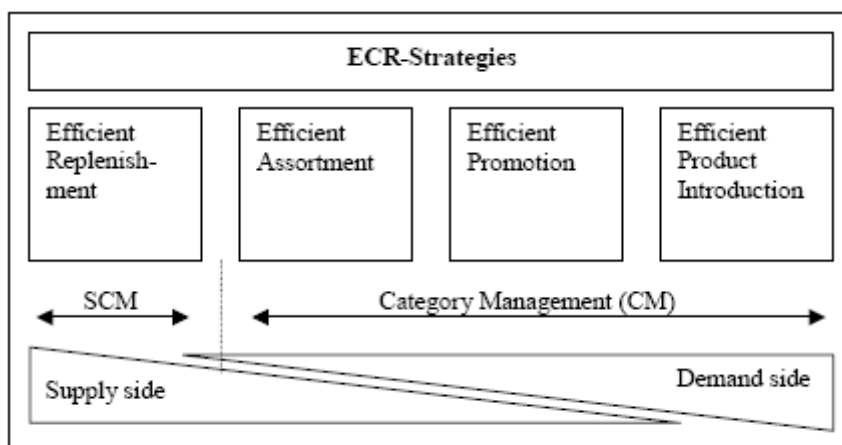 ECR-Strategies
Efficient
Replenish-
ment
Efficient
Assortment
Efficient
Promotion
Efficient
Product
Introduction
SCM
Category Management (CM)
Supply side
Demand side